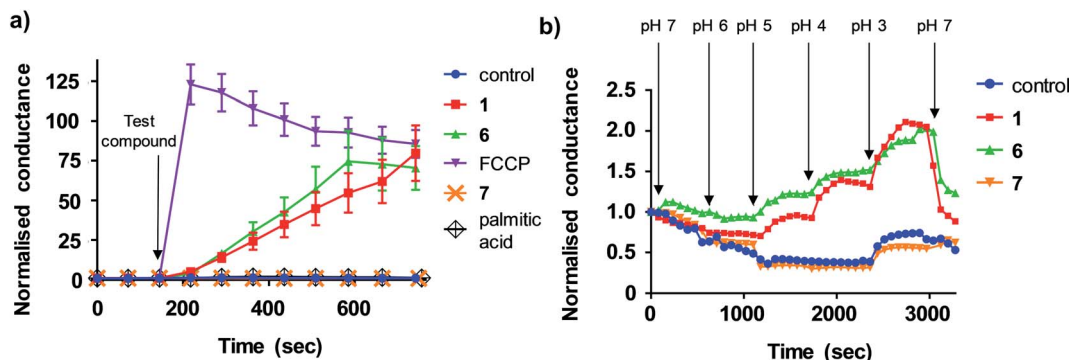 a)
Normalised conductance
125
100
75
50
25
0
0
200
400
600
Time (sec)
Test
compound
control
1
6
FCCP
7
palmitic
acid
b)
pH 7
pH 6
pH 5
pH 4
pH 3
pH 7
Normalised conductance
2.5
2.0
1.5
1.0
0.5
0
0
1000
2000
3000
Time (sec)
control
1
6
7